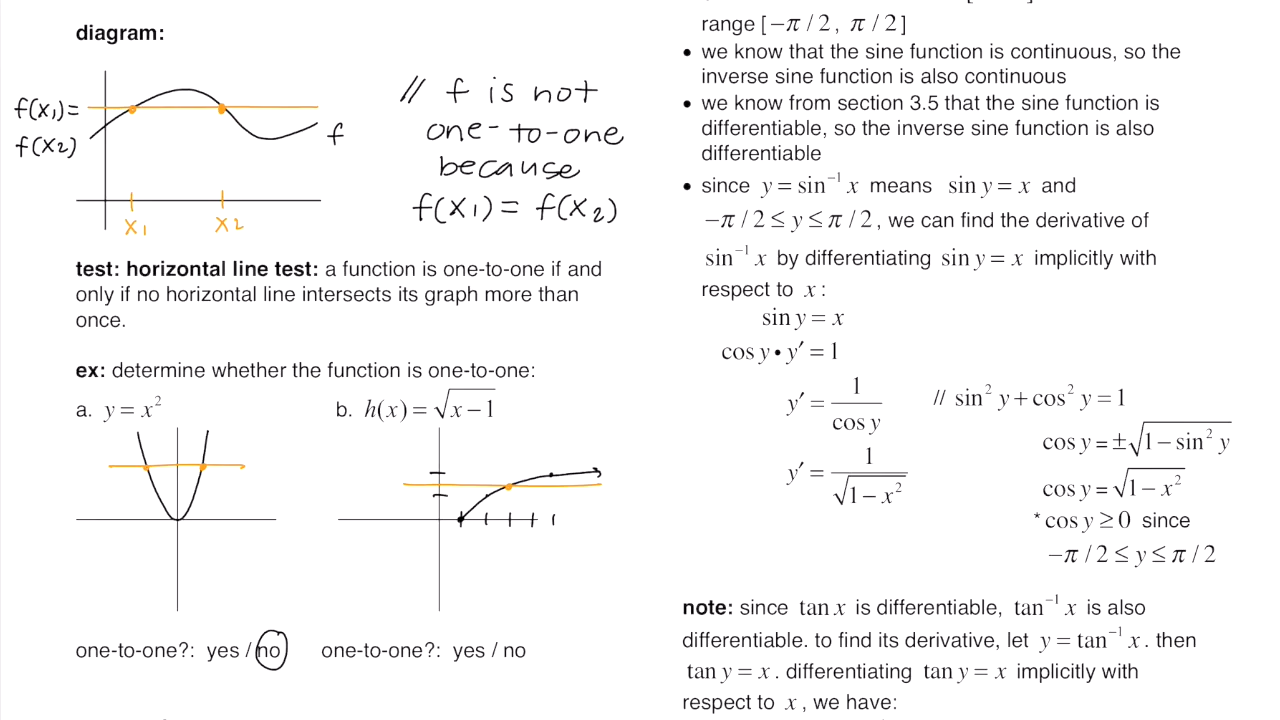 diagram:
f(x₁)=
f(x₂)
f
x₁ x₂
// f is not
one-to-one
because
f(x₁) = f(x₂)
test: horizontal line test: a function is one-to-one if and
only if no horizontal line intersects its graph more than
once.
ex: determine whether the function is one-to-one:
a. y = x²
b. h(x) = √(x−1)
one-to-one?: yes / no
one-to-one?: yes / no
range [−π / 2, π / 2]
• we know that the sine function is continuous, so the
inverse sine function is also continuous
• we know from section 3.5 that the sine function is
differentiable, so the inverse sine function is also
differentiable
• since y = sin⁻¹ x means sin y = x and
−π / 2 ≤ y ≤ π / 2, we can find the derivative of
sin⁻¹ x by differentiating sin y = x implicitly with
respect to x:
sin y = x
cos y • y′ = 1
y′ = 1/cos y
y′ = 1/√(1−x²)
// sin² y + cos² y = 1
cos y = ±√(1−sin² y)
cos y = √(1−x²)
*cos y ≥ 0 since
−π / 2 ≤ y ≤ π / 2
note: since tan x is differentiable, tan⁻¹ x is also
differentiable. to find its derivative, let y = tan⁻¹ x. then
tan y = x. differentiating tan y = x implicitly with
respect to x, we have: